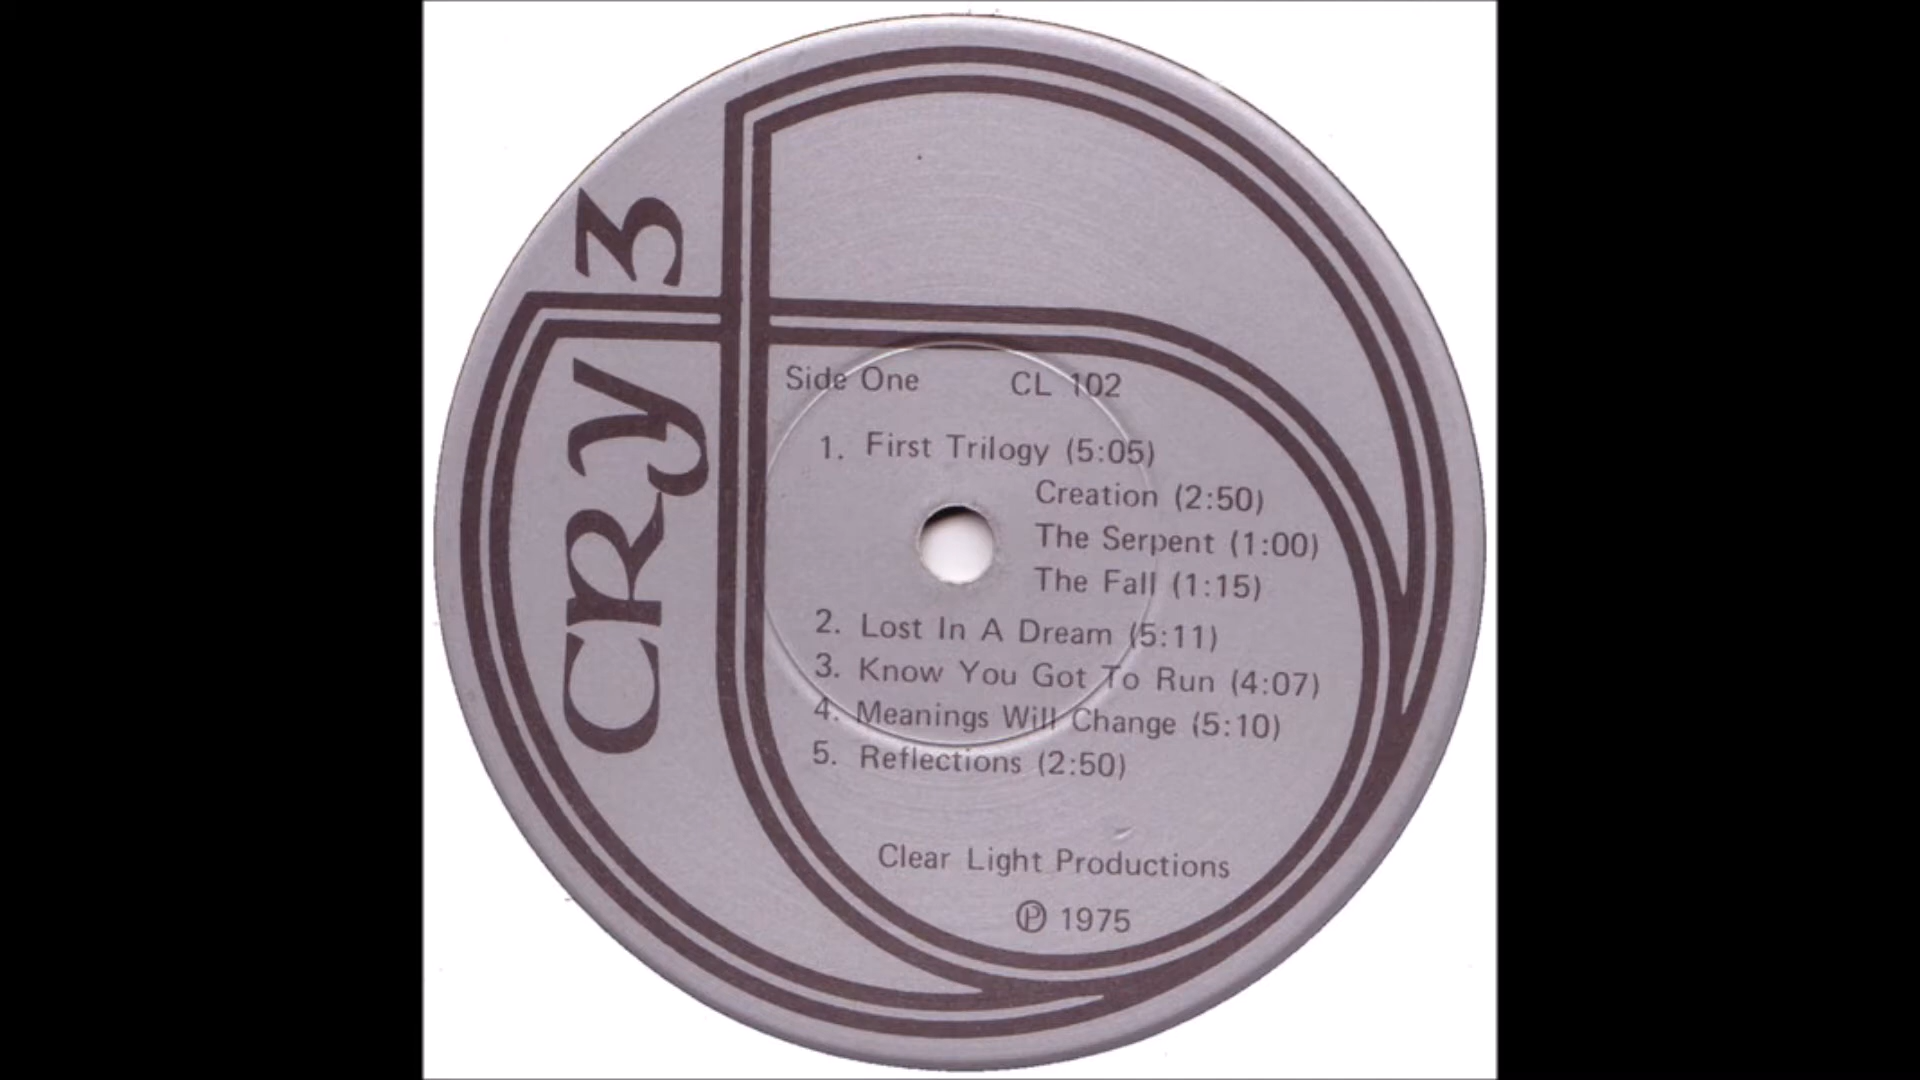 CRy 3
Side One CL 102
1. First Trilogy (5:05)
Creation (2:50)
The Serpent (1:00)
The Fall (1:15)
2. Lost In A Dream (5:11)
3. Know You Got To Run (4:07)
4. Meanings Will Change (5:10)
5. Reflections (2:50)
Clear Light Productions
℗ 1975